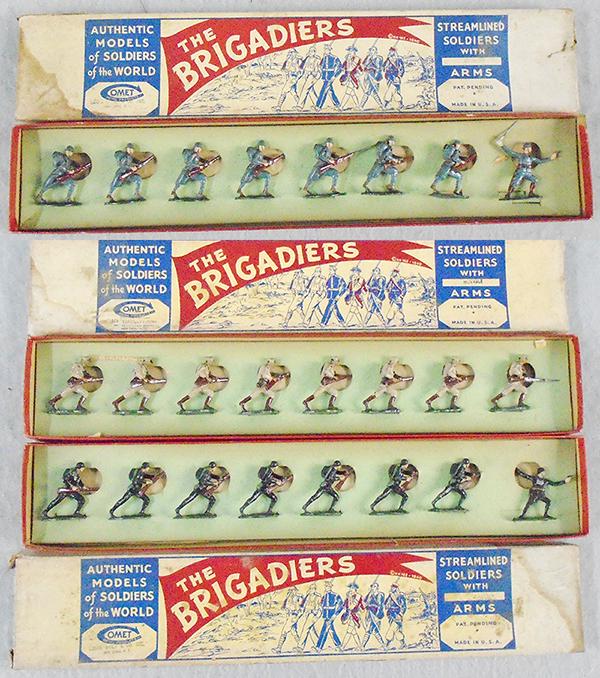 AUTHENTIC
MODELS
of SOLDIERS
of the WORLD
COMET
THE
BRIGADIERS
STREAMLINED
SOLDIERS
WITH
ARMS
PAT. PENDING
MADE IN U.S.A.
AUTHENTIC
MODELS
of SOLDIERS
of the WORLD
COMET
THE
BRIGADIERS
STREAMLINED
SOLDIERS
WITH
ARMS
PAT. PENDING
MADE IN U.S.A.
AUTHENTIC
MODELS
of SOLDIERS
of the WORLD
COMET
THE
BRIGADIERS
STREAMLINED
SOLDIERS
WITH
ARMS
PAT. PENDING
MADE IN U.S.A.